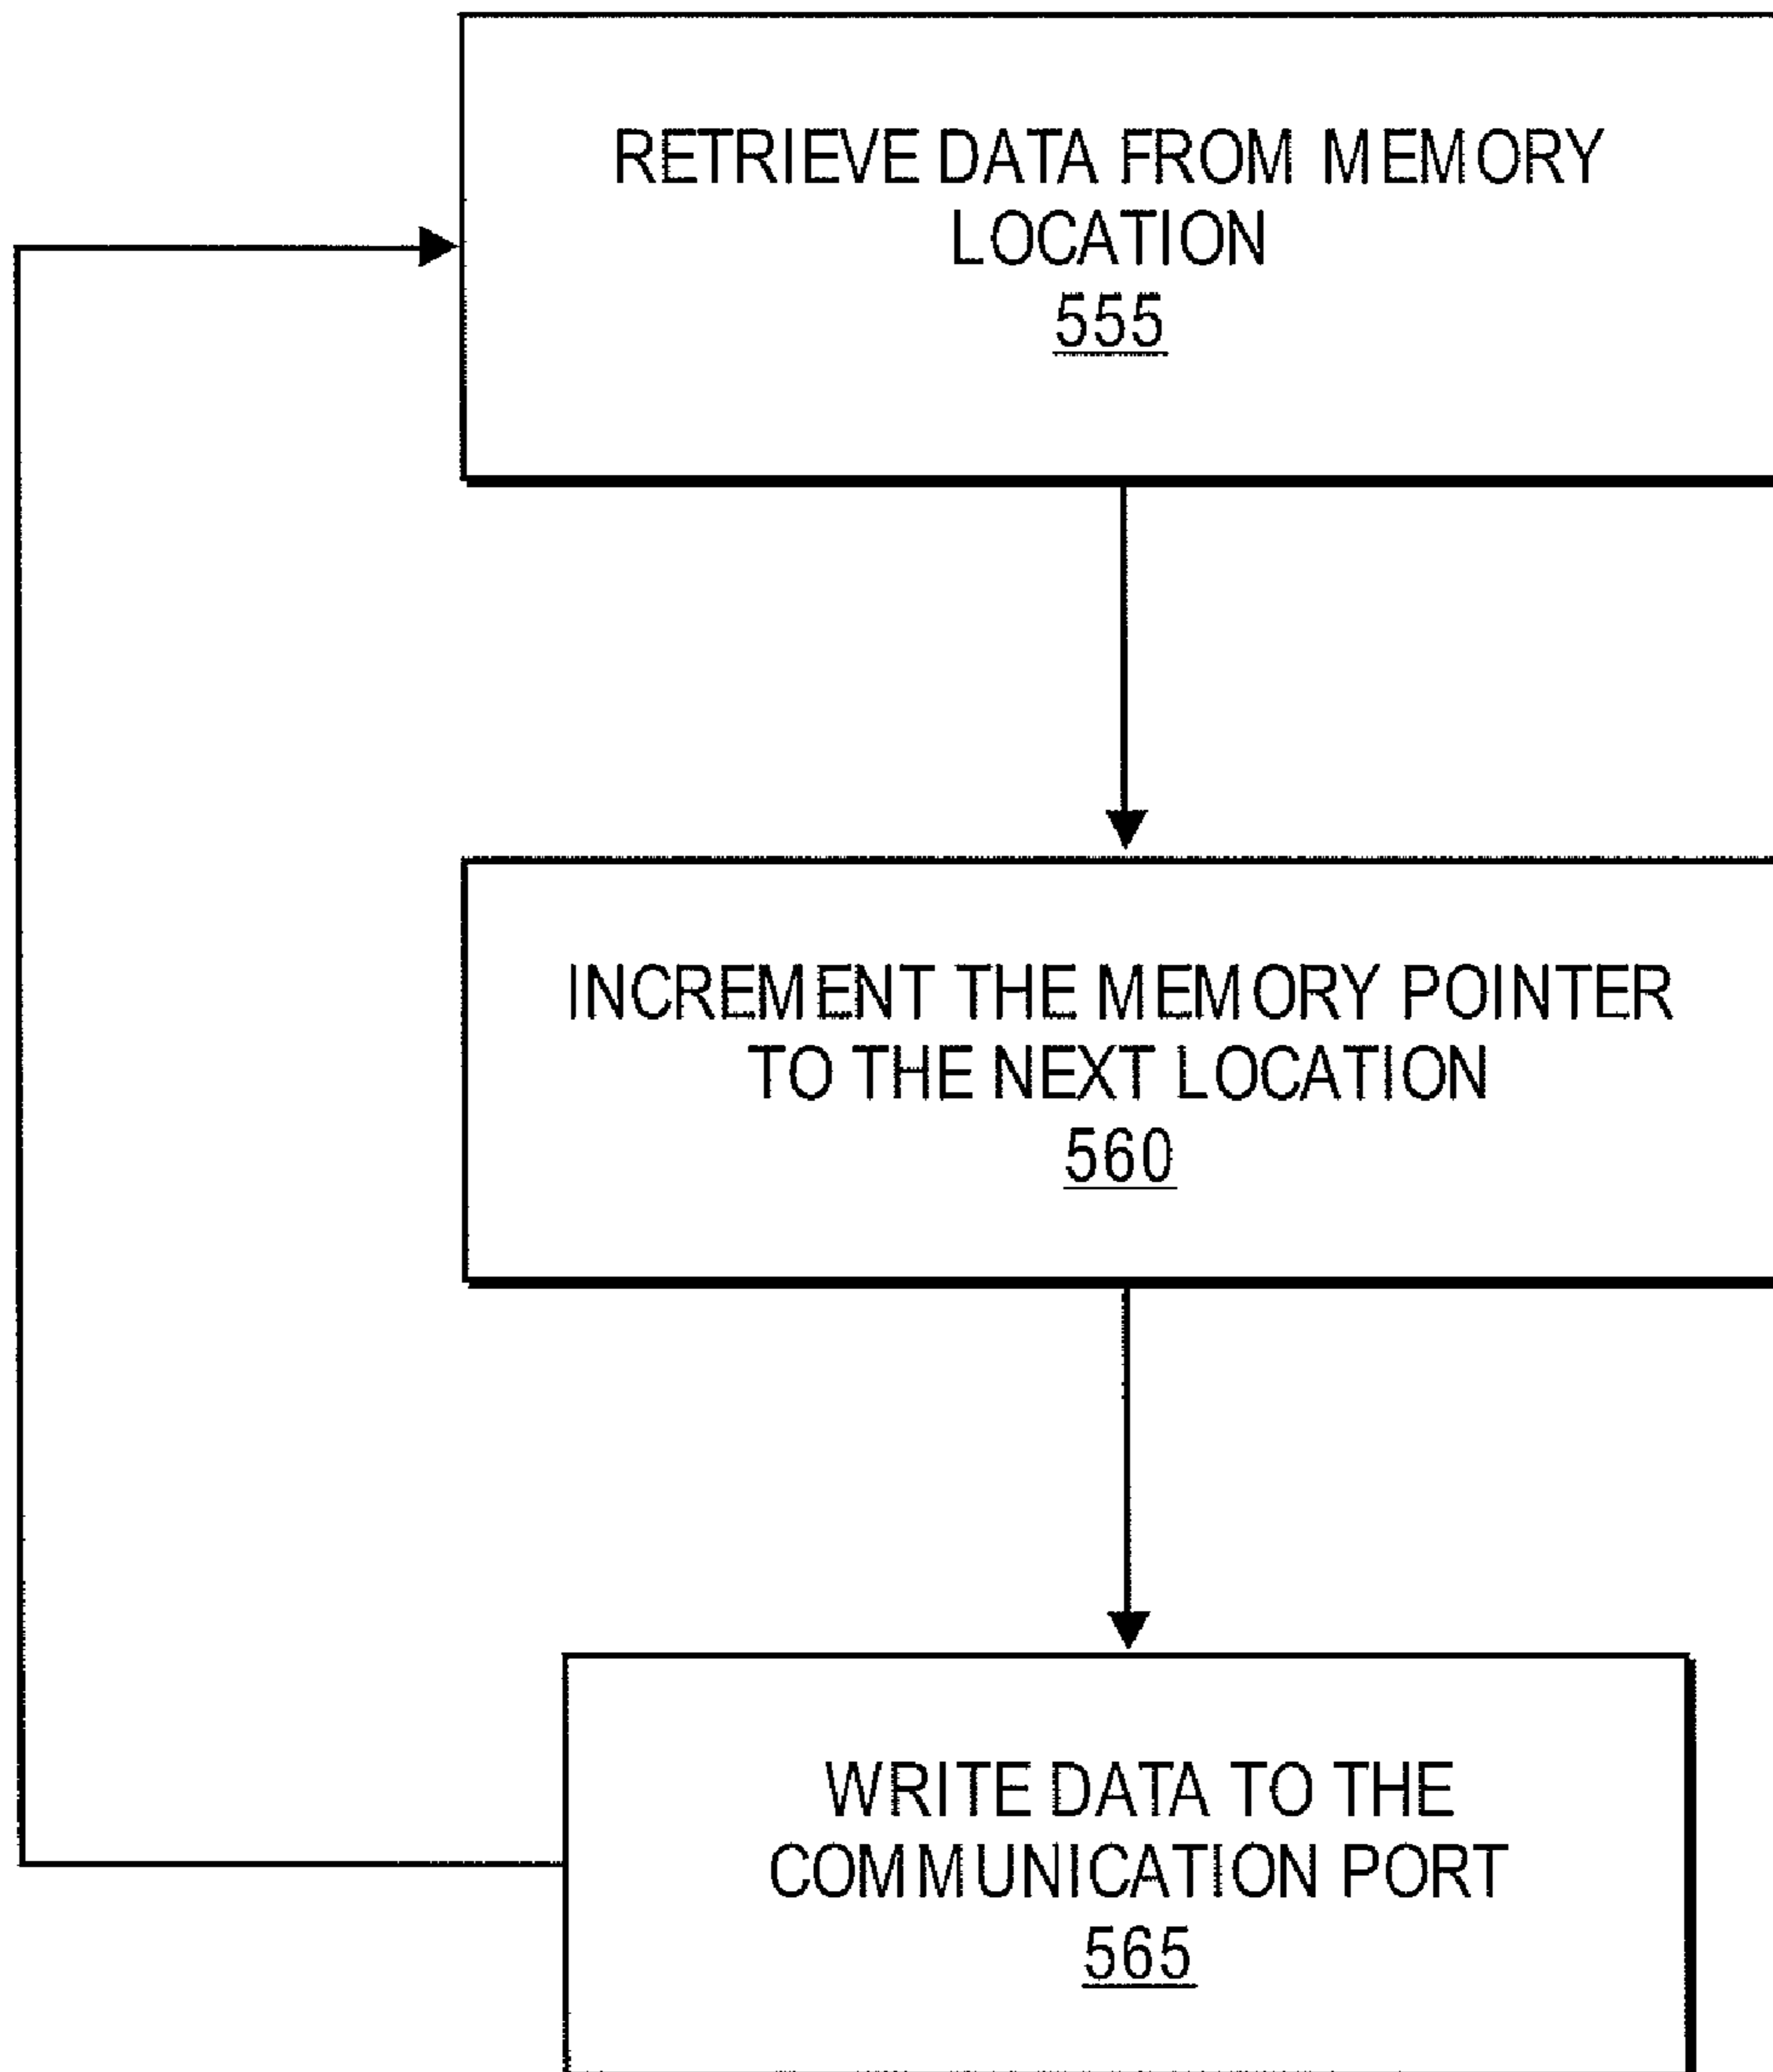 RETRIEVE DATA FROM MEMORY
LOCATION
555
INCREMENT THE MEMORY POINTER
TO THE NEXT LOCATION
560
WRITE DATA TO THE
COMMUNICATION PORT
565